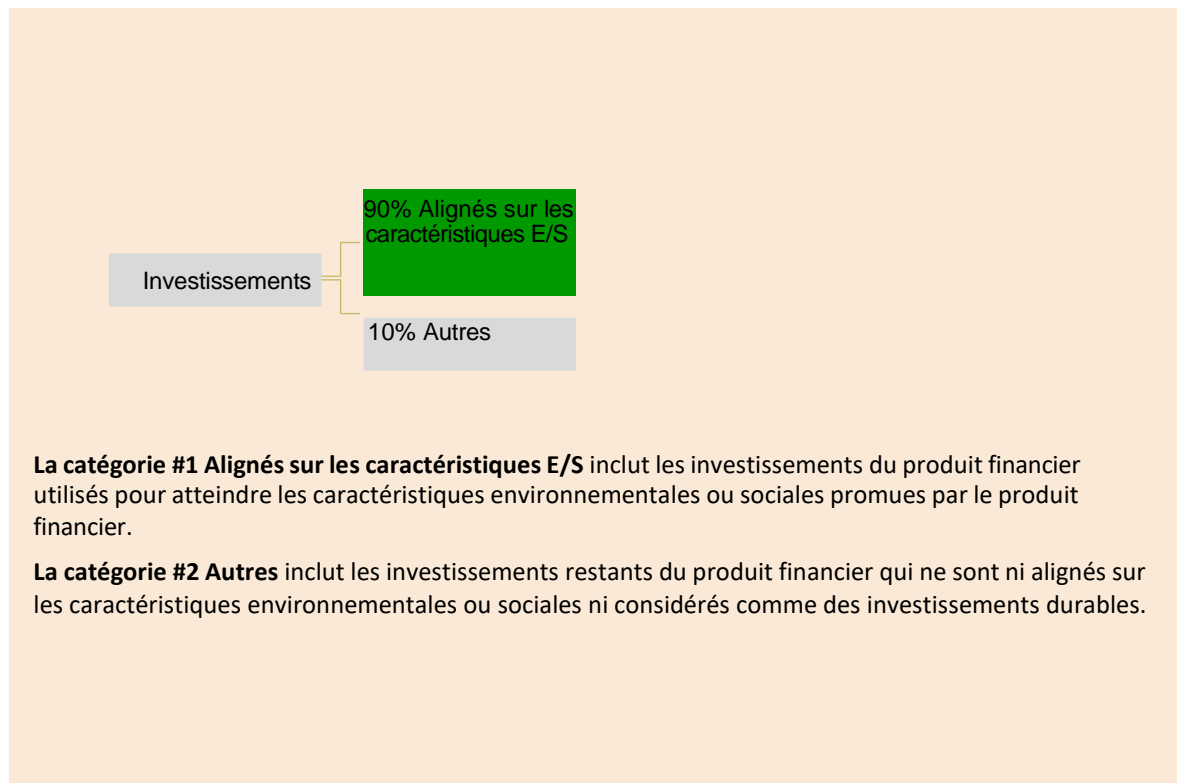 90% Alignés sur les
caractéristiques E/S
Investissements
10% Autres
La catégorie #1 Alignés sur les caractéristiques E/S inclut les investissements du produit financier
utilisés pour atteindre les caractéristiques environnementales ou sociales promues par le produit
financier.
La catégorie #2 Autres inclut les investissements restants du produit financier qui ne sont ni alignés sur
les caractéristiques environnementales ou sociales ni considérés comme des investissements durables.